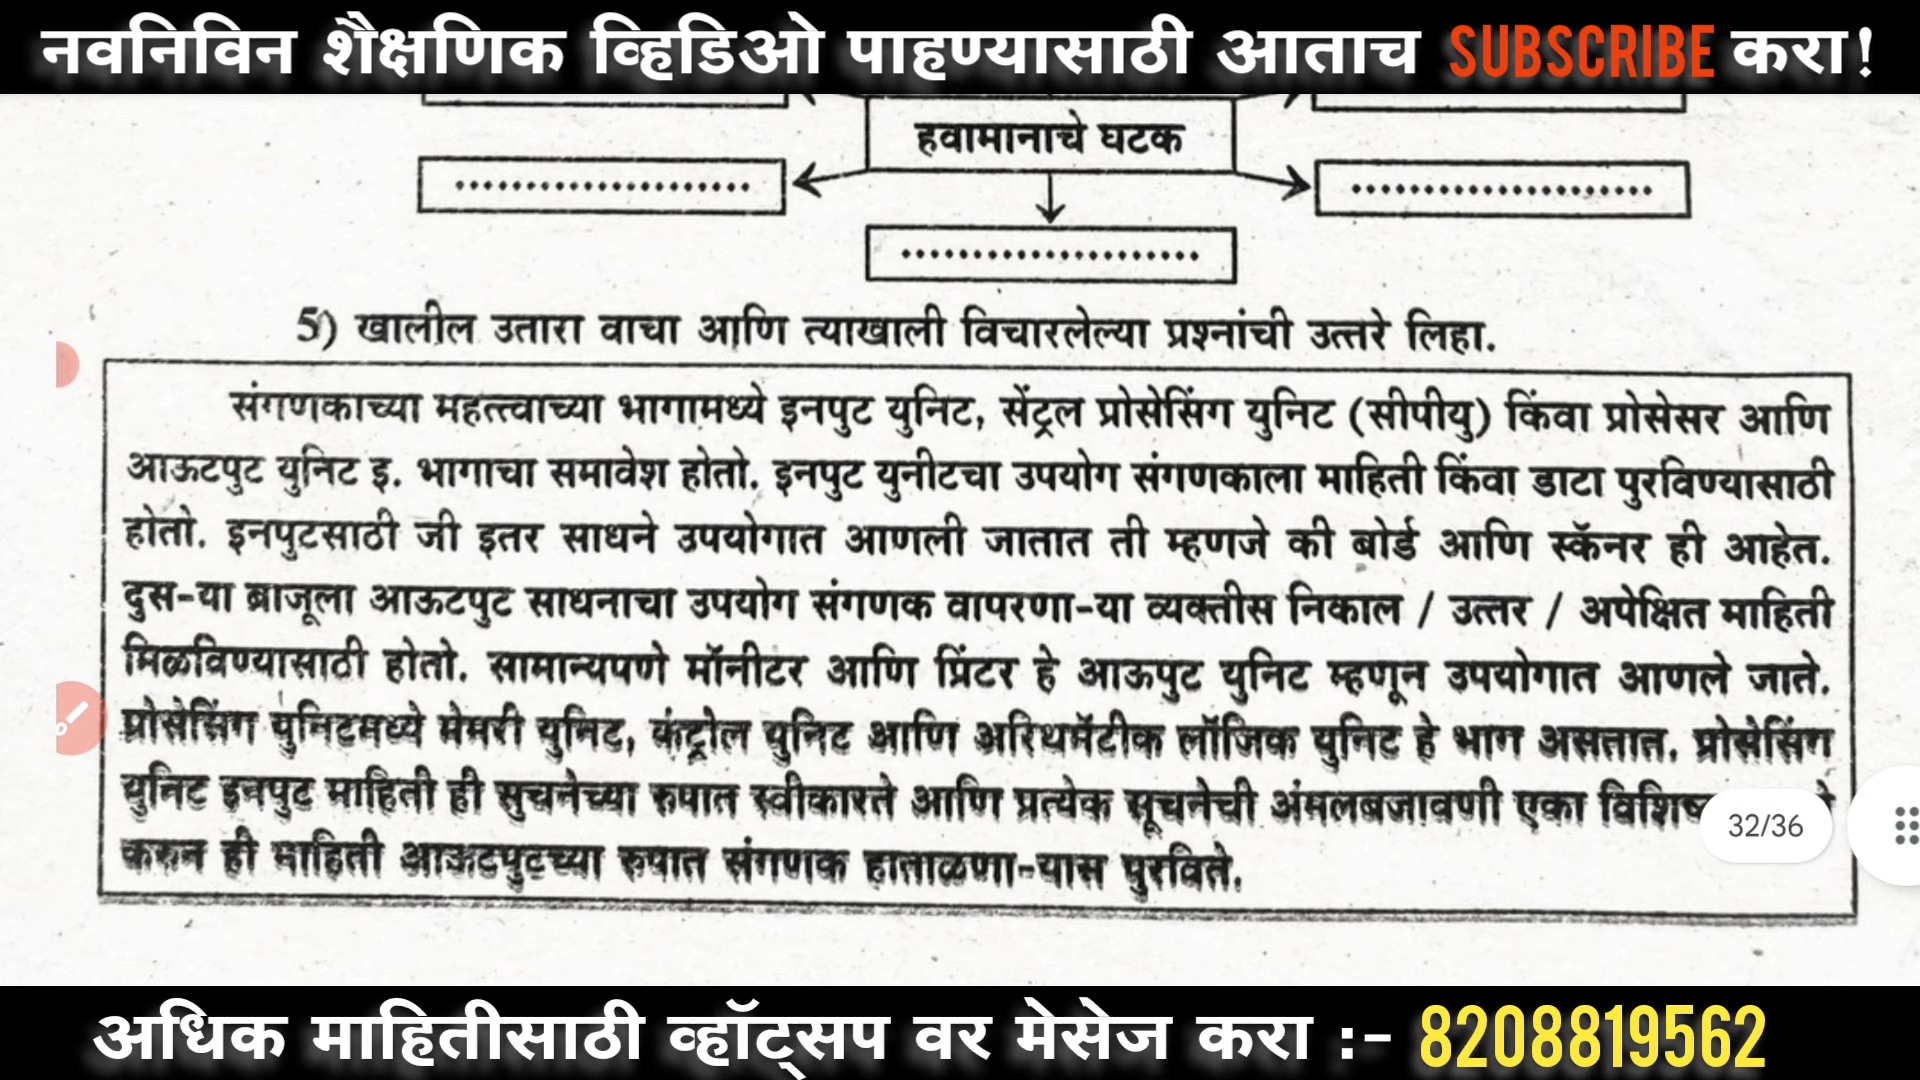 नवनिविन शैक्षणिक व्हिडिओ पाहण्यासाठी आताच SUBSCRIBE करा!
हवामानाचे घटक
....................
....................
....................
5) खालील उतारा वाचा आणि त्याखाली विचारलेल्या प्रश्नांची उत्तरे लिहा.
संगणकाच्या महत्त्वाच्या भागामध्ये इनपुट युनिट, सेंट्रल प्रोसेसिंग युनिट (सीपीयु) किंवा प्रोसेसर आणि
आऊटपुट युनिट इ. भागाचा समावेश होतो. इनपुट युनीटचा उपयोग संगणकाला माहिती किंवा डाटा पुरविण्यासाठी
होतो. इनपुटसाठी जी इतर साधने उपयोगात आणली जातात ती म्हणजे की बोर्ड आणि स्कॅनर ही आहेत.
दुस-या बाजूला आऊटपुट साधनाचा उपयोग संगणक वापरणा-या व्यक्तीस निकाल / उत्तर / अपेक्षित माहिती
मिळविण्यासाठी होतो. सामान्यपणे मॉनीटर आणि प्रिंटर हे आऊपुट युनिट म्हणून उपयोगात आणले जाते.
प्रोसेसिंग युनिटमध्ये मेमरी युनिट, कंट्रोल युनिट आणि अरिथमॅटीक लॉजिक युनिट हे भाग असतात. प्रोसेसिंग
युनिट इनपुट माहिती ही सुचनेच्या रुपात स्वीकारते आणि प्रत्येक सूचनेची अंमलबजावणी एका
32/36
करुन ही माहिती आऊटपुटच्या रुपात संगणक हाताळणा-यास पुरविते.
अधिक माहितीसाठी व्हॉट्सप वर मेसेज करा :- 8208819562